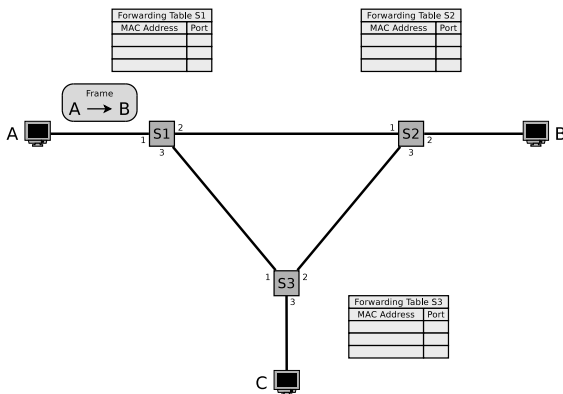 Forwarding Table S1
MAC Address Port
Forwarding Table S2
MAC Address Port
Frame
A B
A
S1
1
2
3
S2
1
2
3
B
S3
1
2
3
Forwarding Table S3
MAC Address Port
C